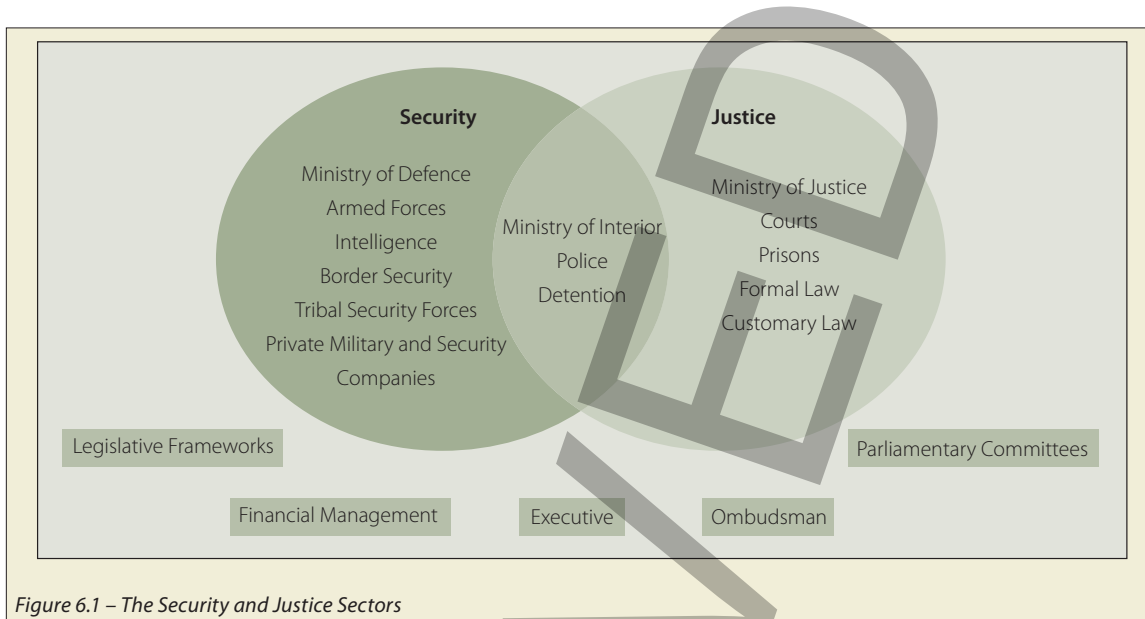 Security
Ministry of Defence
Armed Forces
Intelligence
Border Security
Tribal Security Forces
Private Military and Security
Companies
Ministry of Interior
Police
Detention
Justice
Ministry of Justice
Courts
Prisons
Formal Law
Customary Law
Legislative Frameworks
Parliamentary Committees
Financial Management
Executive
Ombudsman
Figure 6.1 – The Security and Justice Sectors